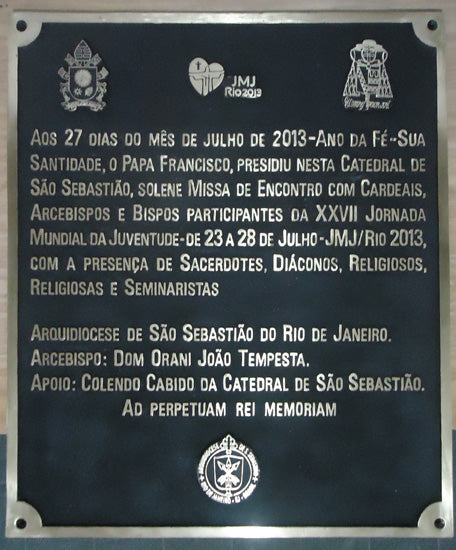 JMJ
Rio2013
Aos 27 dias do mês de julho de 2013-Ano da Fé-Sua
Santidade, o Papa Francisco, presidiu nesta Catedral de
São Sebastião, solene Missa de Encontro com Cardeais,
Arcebispos e Bispos participantes da XXVII Jornada
Mundial da Juventude-de 23 a 28 de Julho-JMJ/Rio 2013,
com a presença de Sacerdotes, Diáconos, Religiosos,
Religiosas e Seminaristas
Arquidiocese de São Sebastião do Rio de Janeiro.
Arcebispo: Dom Orani João Tempesta.
Apoio: Colendo Cabido da Catedral de São Sebastião.
Ad perpetuam rei memoriam